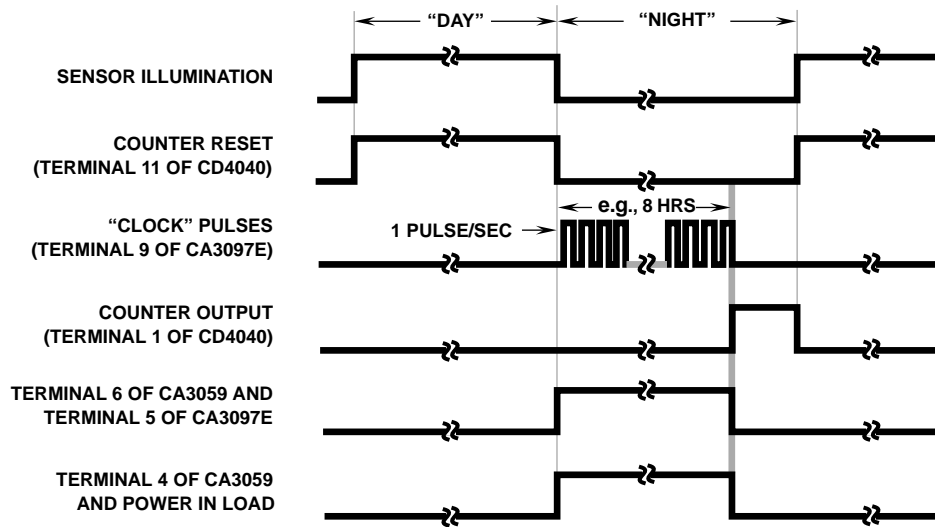 “DAY”
“NIGHT”
SENSOR ILLUMINATION
COUNTER RESET
(TERMINAL 11 OF CD4040)
e.g., 8 HRS
“CLOCK” PULSES
(TERMINAL 9 OF CA3097E)
1 PULSE/SEC
COUNTER OUTPUT
(TERMINAL 1 OF CD4040)
TERMINAL 6 OF CA3059 AND
TERMINAL 5 OF CA3097E
TERMINAL 4 OF CA3059
AND POWER IN LOAD